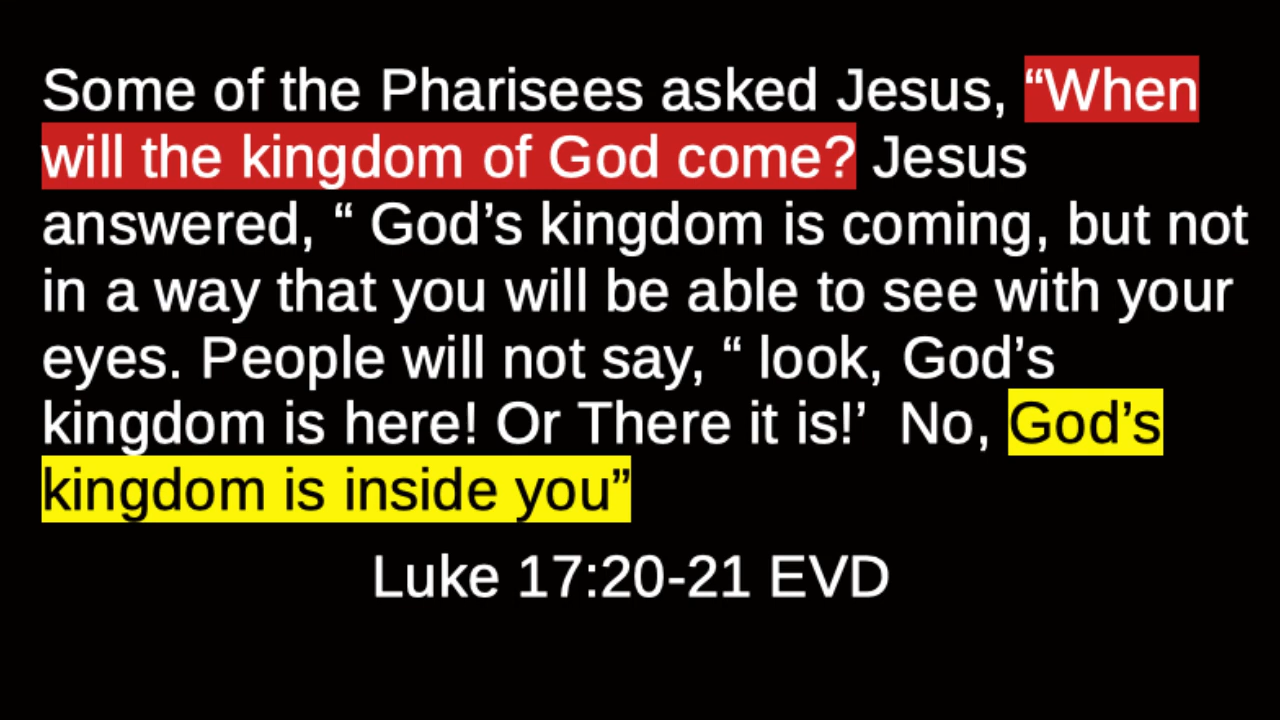 Some of the Pharisees asked Jesus, “When
will the kingdom of God come? Jesus
answered, “ God’s kingdom is coming, but not
in a way that you will be able to see with your
eyes. People will not say, “ look, God’s
kingdom is here! Or There it is!’  No, God’s
kingdom is inside you”
Luke 17:20-21 EVD